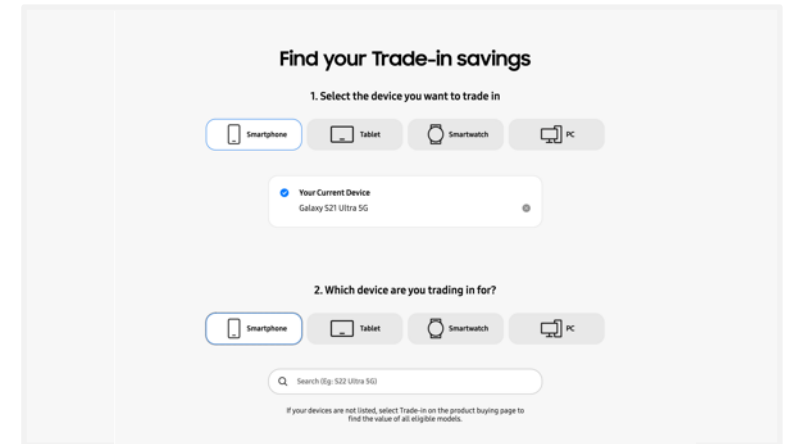 Find your Trade-in savings
1. Select the device you want to trade in
Smartphone
Tablet
Smartwatch
PC
Your Current Device
Galaxy S21 Ultra 5G
2. Which device are you trading in for?
Smartphone
Tablet
Smartwatch
PC
Search (Eg: S22 Ultra 5G)
If your devices are not listed, select Trade-in on the product buying page to
find the value of all eligible models.